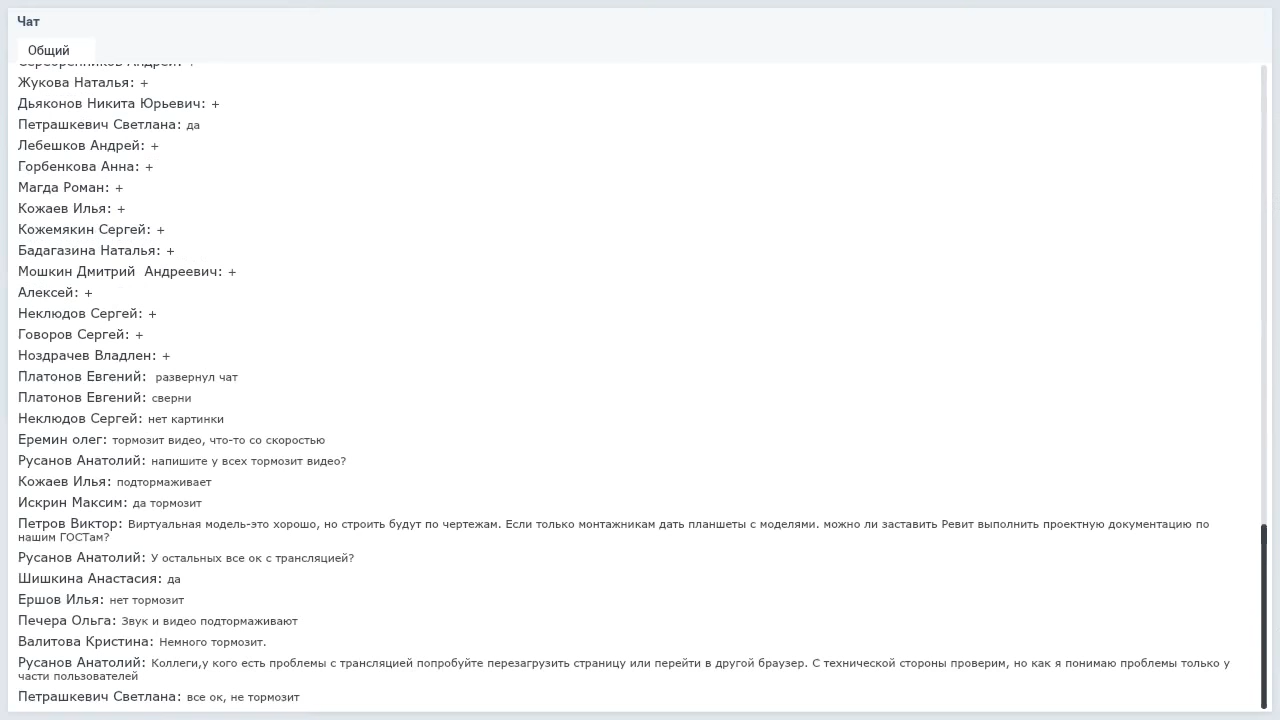 Чат
Общий
Жукова Наталья: +
Дьяконов Никита Юрьевич: +
Петрашкевич Светлана: да
Лебешков Андрей: +
Горбенкова Анна: +
Магда Роман: +
Кожаев Илья: +
Кожемякин Сергей: +
Бадагазина Наталья: +
Мошкин Дмитрий  Андреевич: +
Алексей: +
Неклюдов Сергей: +
Говоров Сергей: +
Ноздрачев Владлен: +
Платонов Евгений:  развернул чат
Платонов Евгений: сверни
Неклюдов Сергей: нет картинки
Еремин олег: тормозит видео, что-то со скоростью
Русанов Анатолий: напишите у всех тормозит видео?
Кожаев Илья: подтормаживает
Искрин Максим: да тормозит
Петров Виктор: Виртуальная модель-это хорошо, но строить будут по чертежам. Если только монтажникам дать планшеты с моделями. можно ли заставить Ревит выполнить проектную документацию по
нашим ГОСТам?
Русанов Анатолий: У остальных все ок с трансляцией?
Шишкина Анастасия: да
Ершов Илья: нет тормозит
Печера Ольга: Звук и видео подтормаживают
Валитова Кристина: Немного тормозит.
Русанов Анатолий: Коллеги,у кого есть проблемы с трансляцией попробуйте перезагрузить страницу или перейти в другой браузер. С технической стороны проверим, но как я понимаю проблемы только у
части пользователей
Петрашкевич Светлана: все ок, не тормозит